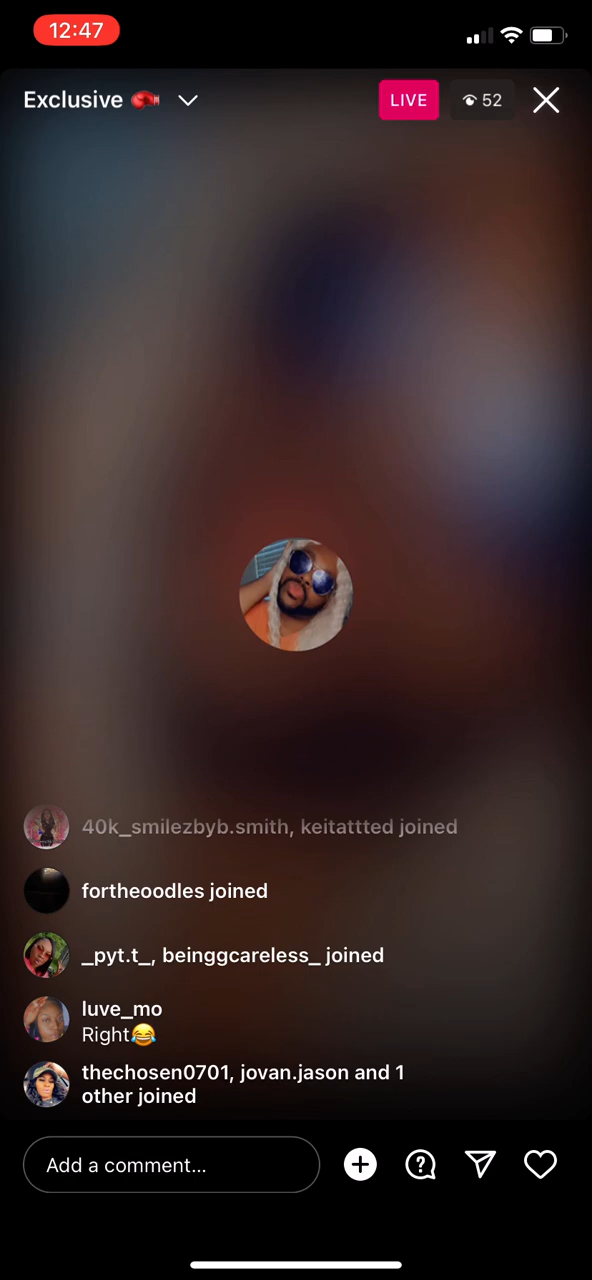 12:47
Exclusive 🥊
LIVE
52
40k_smilezbyb.smith, keitattted joined
fortheoodles joined
_pyt.t_, beinggcareless_ joined
luve_mo
Right😂
thechosen0701, jovan.jason and 1
other joined
Add a comment...